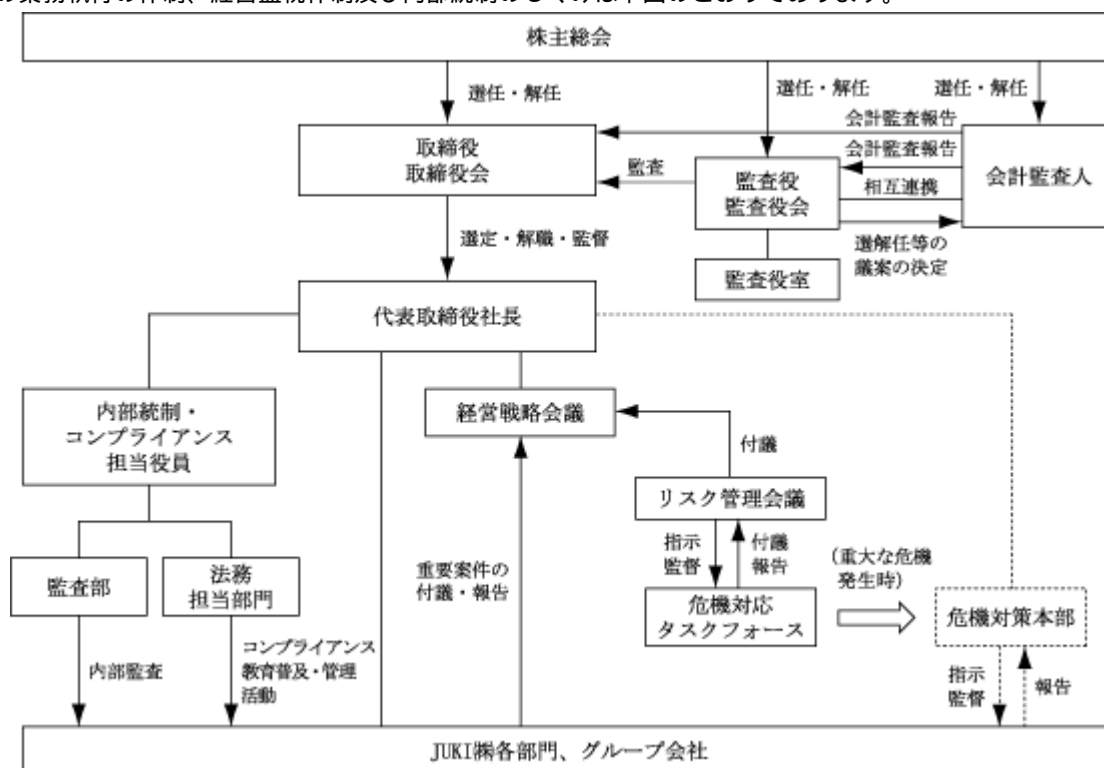 の業務執行の体制、経営監視体制及び内部統制のしくみは下図のとおりであります。
株主総会
選任・解任
選任・解任
選任・解任
会計監査報告
取締役
取締役会
監査
監査役
監査役会
会計監査報告
相互連携
会計監査人
選定・解職・監督
選解任等の
議案の決定
監査役室
代表取締役社長
内部統制・
コンプライアンス
担当役員
経営戦略会議
付議
リスク管理会議
指示
監督
付議
報告
(重大な危機
発生時)
監査部
法務
担当部門
重要案件の
付議・報告
危機対応
タスクフォース
危機対策本部
内部監査
コンプライアンス
教育普及・管理
活動
指示
監督
報告
JUKI㈱各部門、グループ会社